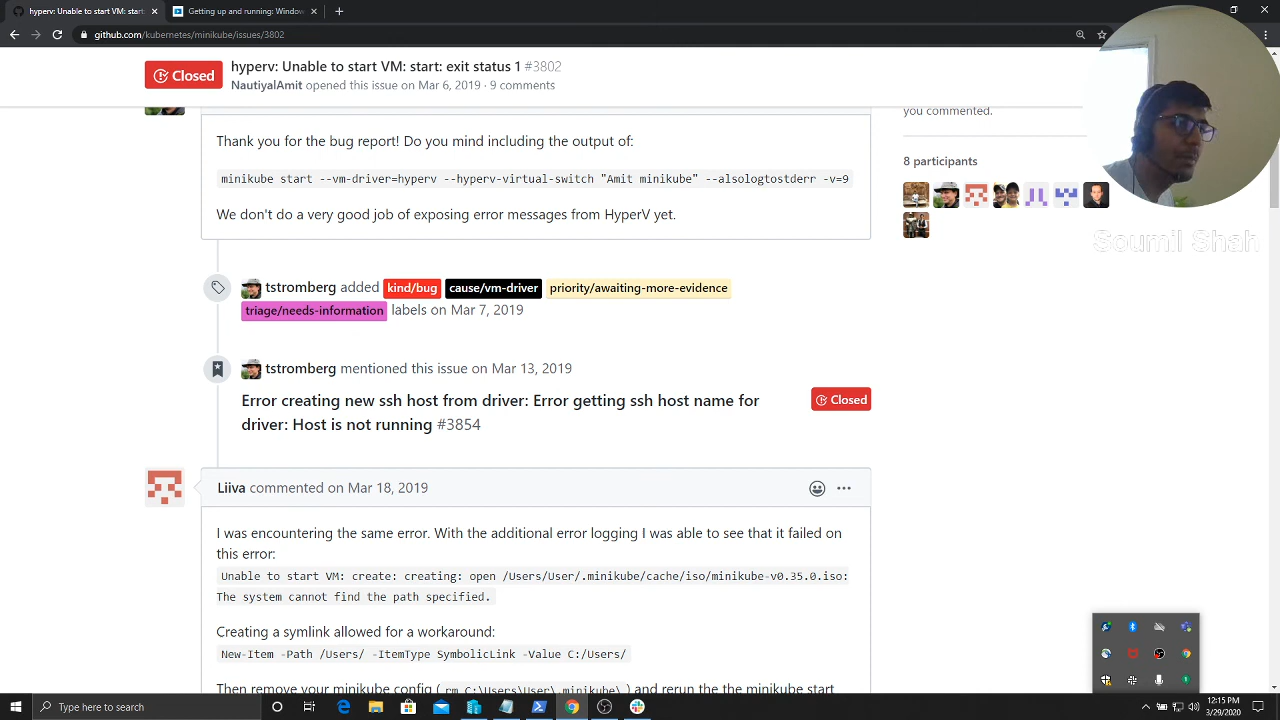 hyperv: Unable to start VM: star:
Getting up and running: Window
github.com/kubernetes/minikube/issues/3802
Closed
hyperv: Unable to start VM: start: exit status 1 #3802
NautiyalAmit opened this issue on Mar 6, 2019 · 9 comments
you commented.
Thank you for the bug report! Do you mind including the output of:
minikube start --vm-driver=hyperv --hyperv-virtual-switch "Amit minikube" --alsologtostderr -v=9
We don't do a very good job of exposing error messages from HyperV yet.
8 participants
Soumil Shah
tstromberg added kind/bug cause/vm-driver priority/awaiting-more-evidence
triage/needs-information labels on Mar 7, 2019
tstromberg mentioned this issue on Mar 13, 2019
Error creating new ssh host from driver: Error getting ssh host name for
driver: Host is not running #3854
Closed
Liiva commented on Mar 18, 2019
I was encountering the same error. With the additional error logging I was able to see that it failed on
this error:
Unable to start VM: create: creating: open /Users/User/.minikube/cache/iso/minikube-v0.35.0.iso:
The system cannot find the path specified.
Creating a symlink allowed for a workaround:
New-Item -Path /Users/ -ItemType SymbolicLink -Value C:/Users/
Then remove your minikube config ( rm C:\Users\User\.minikube\ ) and rerun the the minikube start
Type here to search
12:15 PM
3/29/2020